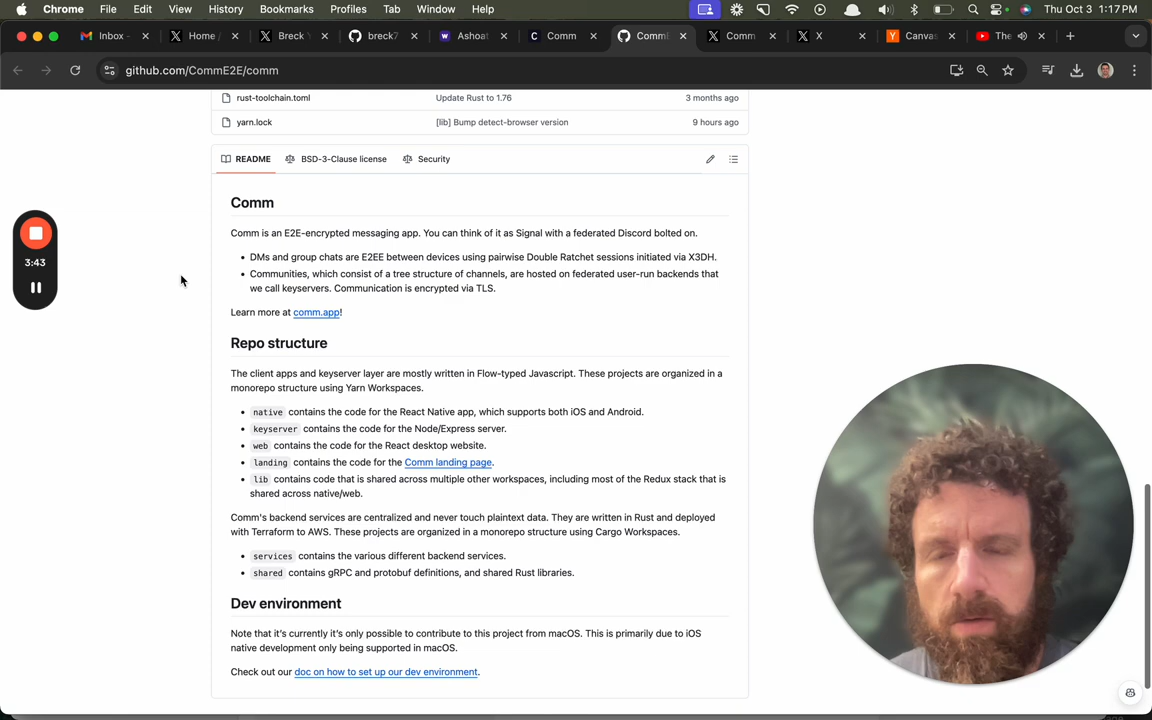 Chrome File Edit View History Bookmarks Profiles Tab Window Help Thu Oct 3 1:17 PM
Inbox - Home / Breck Y breck7 Ashoat Comm Comm Comm X Canvas The
github.com/CommE2E/comm
rust-toolchain.toml Update Rust to 1.76 3 months ago
yarn.lock [lib] Bump detect-browser version 9 hours ago
README BSD-3-Clause license Security
Comm
3:43
Comm is an E2E-encrypted messaging app. You can think of it as Signal with a federated Discord bolted on.
• DMs and group chats are E2EE between devices using pairwise Double Ratchet sessions initiated via X3DH.
• Communities, which consist of a tree structure of channels, are hosted on federated user-run backends that
we call keyservers. Communication is encrypted via TLS.
Learn more at comm.app!
Repo structure
The client apps and keyserver layer are mostly written in Flow-typed Javascript. These projects are organized in a
monorepo structure using Yarn Workspaces.
• native contains the code for the React Native app, which supports both iOS and Android.
• keyserver contains the code for the Node/Express server.
• web contains the code for the React desktop website.
• landing contains the code for the Comm landing page.
• lib contains code that is shared across multiple other workspaces, including most of the Redux stack that is
shared across native/web.
Comm's backend services are centralized and never touch plaintext data. They are written in Rust and deployed
with Terraform to AWS. These projects are organized in a monorepo structure using Cargo Workspaces.
• services contains the various different backend services.
• shared contains gRPC and protobuf definitions, and shared Rust libraries.
Dev environment
Note that it's currently it's only possible to contribute to this project from macOS. This is primarily due to iOS
native development only being supported in macOS.
Check out our doc on how to set up our dev environment.